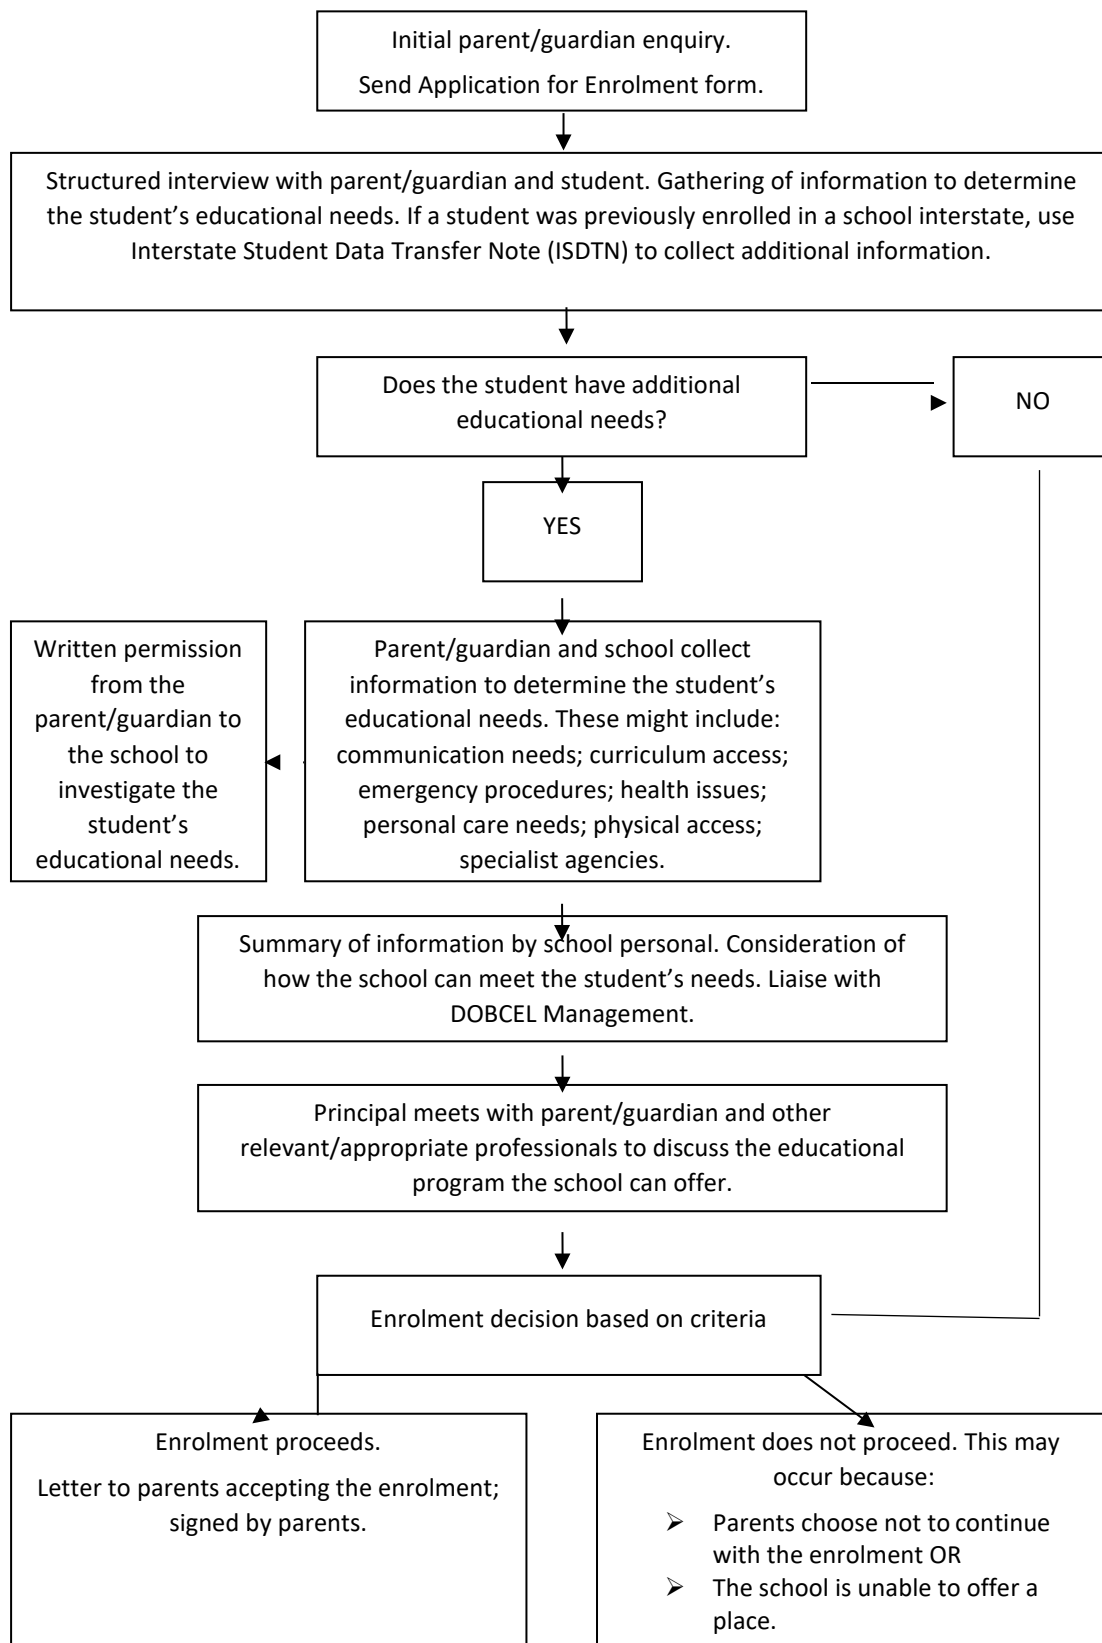 Initial parent/guardian enquiry.
Send Application for Enrolment form.
Structured interview with parent/guardian and student. Gathering of information to determine
the student’s educational needs. If a student was previously enrolled in a school interstate, use
Interstate Student Data Transfer Note (ISDTN) to collect additional information.
Does the student have additional
educational needs?
NO
YES
Written permission
from the
parent/guardian to
the school to
investigate the
student’s
educational needs.
Parent/guardian and school collect
information to determine the student’s
educational needs. These might include:
communication needs; curriculum access;
emergency procedures; health issues;
personal care needs; physical access;
specialist agencies.
Summary of information by school personal. Consideration of
how the school can meet the student’s needs. Liaise with
DOBCEL Management.
Principal meets with parent/guardian and other
relevant/appropriate professionals to discuss the educational
program the school can offer.
Enrolment decision based on criteria
Enrolment proceeds.
Letter to parents accepting the enrolment;
signed by parents.
Enrolment does not proceed. This may
occur because:
➢ Parents choose not to continue
with the enrolment OR
➢ The school is unable to offer a
place.